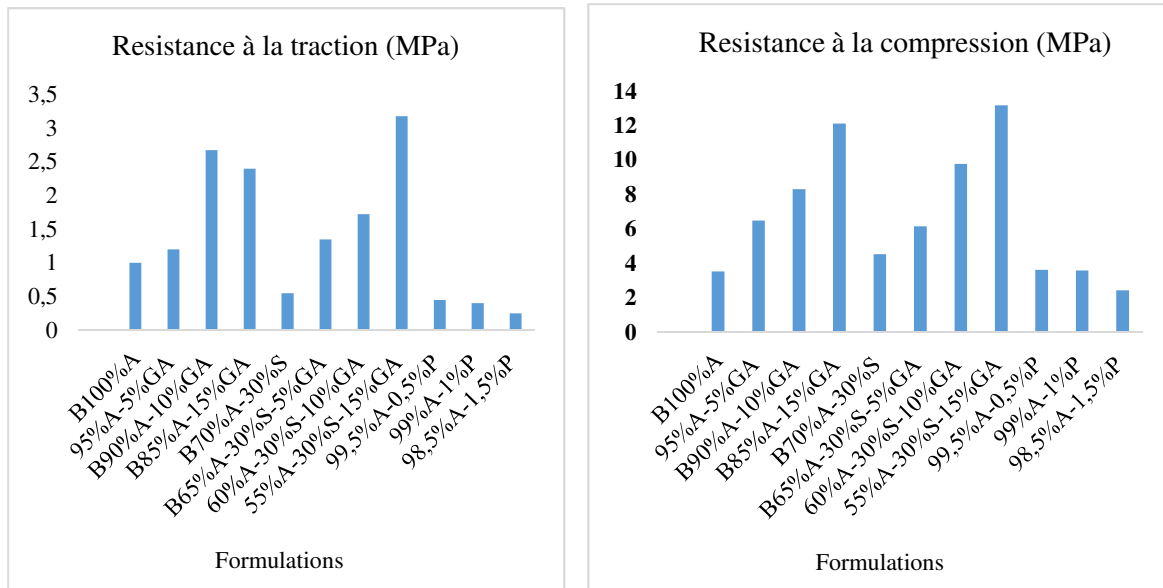 Resistance à la traction (MPa)
3,5
3
2,5
2
1,5
1
0,5
0
B100%A
95%A-5%GA
B90%A-10%GA
B85%A-15%GA
B70%A-30%S
B65%A-30%S-5%GA
60%A-30%S-10%GA
55%A-30%S-15%GA
99,5%A-0,5%P
99%A-1%P
98,5%A-1,5%P
Formulations
Resistance à la compression (MPa)
14
12
10
8
6
4
2
0
B100%A
95%A-5%GA
B90%A-10%GA
B85%A-15%GA
B70%A-30%S
B65%A-30%S-5%GA
60%A-30%S-10%GA
55%A-30%S-15%GA
99,5%A-0,5%P
99%A-1%P
98,5%A-1,5%P
Formulations